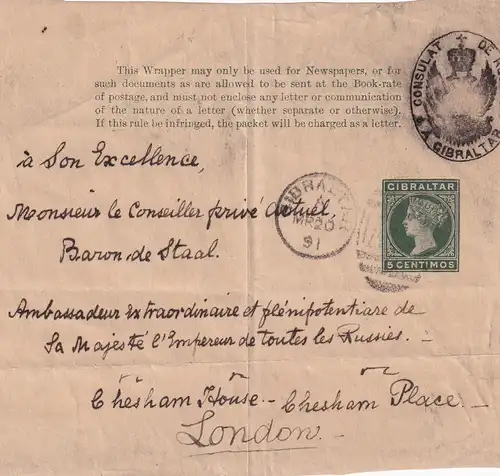 This Wrapper may only be used for Newspapers, or for
such documents as are allowed to be sent at the Book-rate
of postage, and must not enclose any letter or communication
of the nature of a letter (whether separate or otherwise).
If this rule be infringed, the packet will be charged as a letter.
CONSULAT DE
A GIBRALTAR
à Son Excellence,
Monsieur le Conseiller privé actuel,
Baron de Staal.
GIBRALTAR
MR 20
91
GIBRALTAR
5 CENTIMOS
Ambassadeur Extraordinaire et plénipotentiare de
Sa Majesté l'Empereur de toutes les Russies. –
Chesham House. – Chesham Place. –
London. –